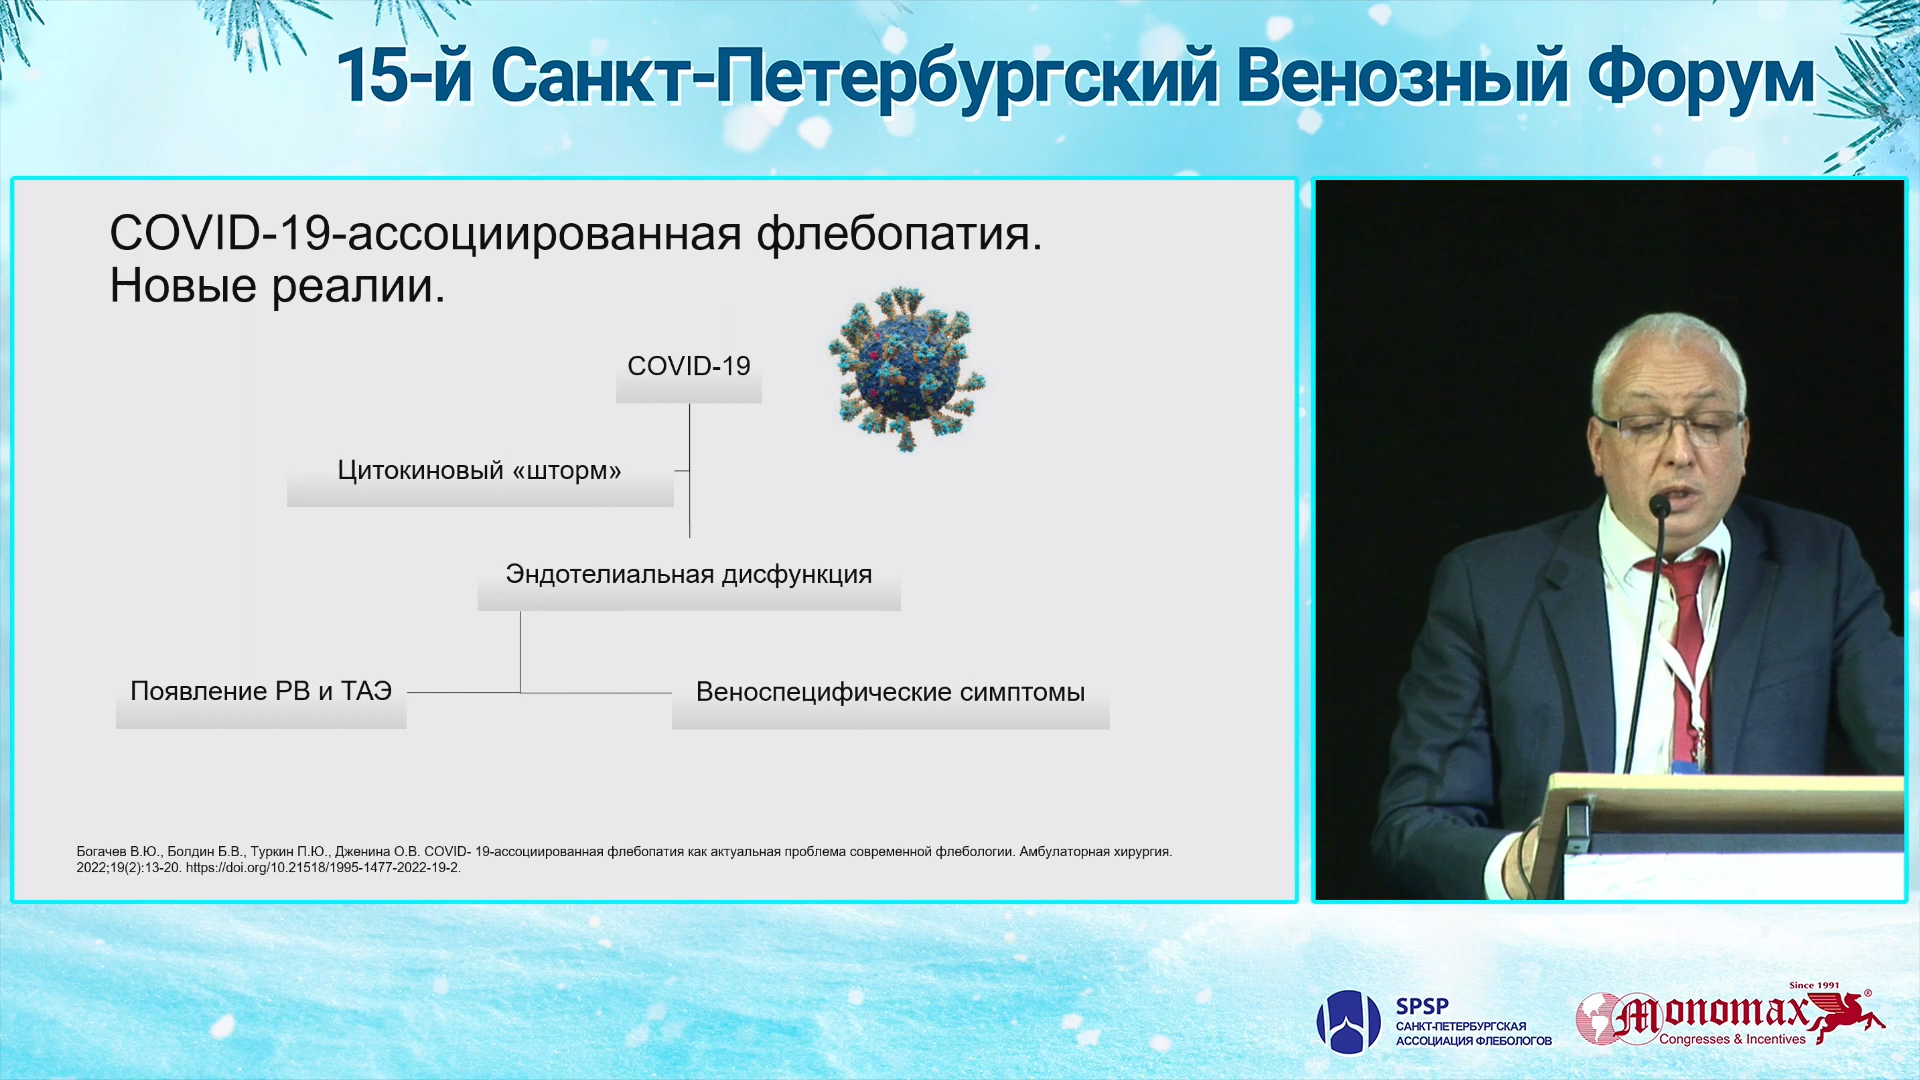 15-й Санкт-Петербургский Венозный Форум
COVID-19-ассоциированная флебопатия.
Новые реалии.
COVID-19
Цитокиновый «шторм»
Эндотелиальная дисфункция
Появление РВ и ТАЭ
Веноспецифические симптомы
Богачев В.Ю., Болдин Б.В., Туркин П.Ю., Дженина О.В. COVID- 19-ассоциированная флебопатия как актуальная проблема современной флебологии. Амбулаторная хирургия.
2022;19(2):13-20. https://doi.org/10.21518/1995-1477-2022-19-2.
SPSP
САНКТ-ПЕТЕРБУРГСКАЯ
АССОЦИАЦИЯ ФЛЕБОЛОГОВ
Since 1991
Monomax®
Congresses & Incentives